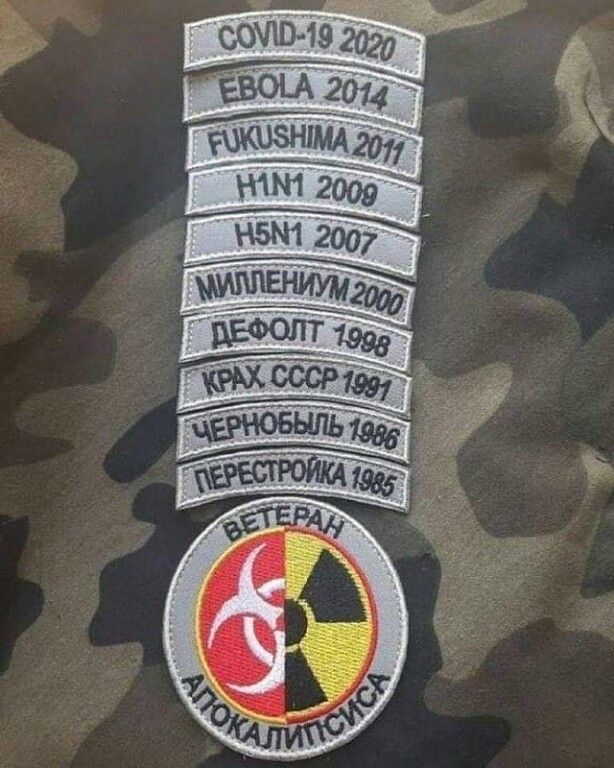 COVID-19 2020
EBOLA 2014
FUKUSHIMA 2011
H1N1 2009
H5N1 2007
МИЛЛЕНИУМ 2000
ДЕФОЛТ 1998
КРАХ СССР 1991
ЧЕРНОБЫЛЬ 1986
ПЕРЕСТРОЙКА 1985
ВЕТЕРАН
АПОКАЛИПСИСА